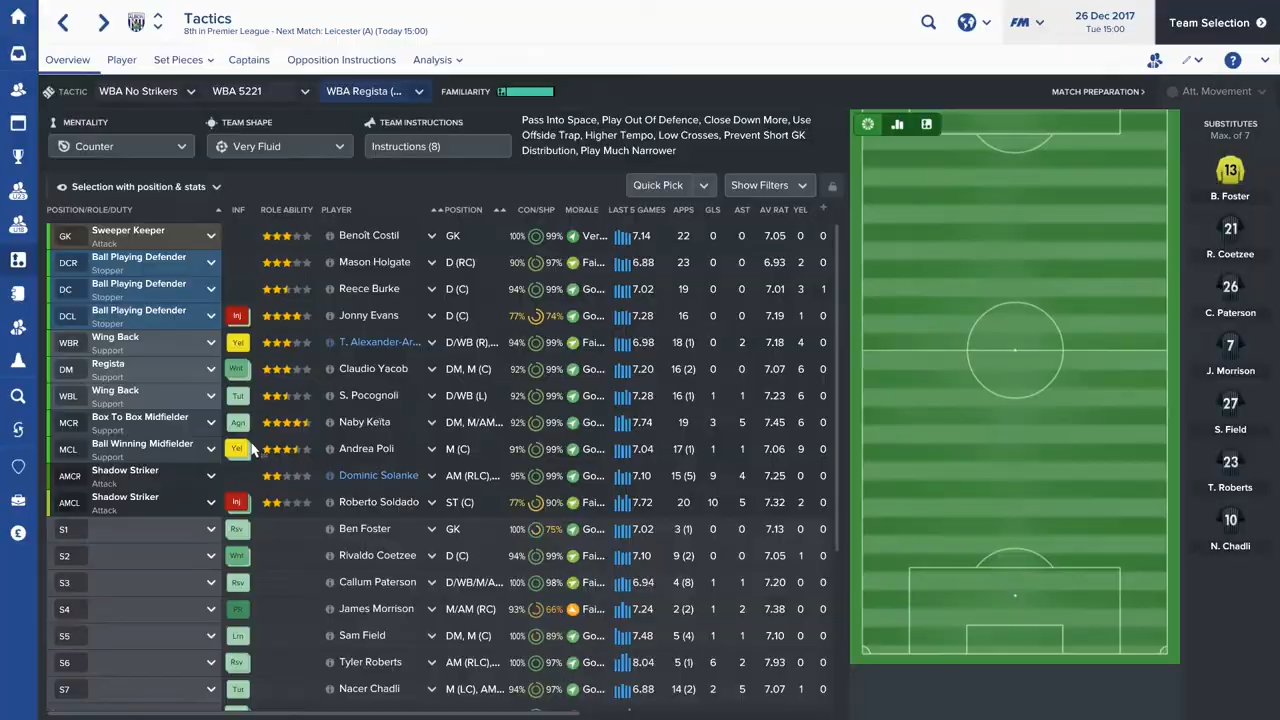 Tactics
8th in Premier League - Next Match: Leicester (A) (Today 15:00)
FM
26 Dec 2017
Tue 15:00
Team Selection
Overview Player Set Pieces Captains Opposition Instructions Analysis
TACTIC WBA No Strikers WBA 5221 WBA Regista (... FAMILIARITY MATCH PREPARATION Att. Movement
MENTALITY TEAM SHAPE TEAM INSTRUCTIONS
Counter Very Fluid Instructions (8)
Pass Into Space, Play Out Of Defence, Close Down More, Use
Offside Trap, Higher Tempo, Low Crosses, Prevent Short GK
Distribution, Play Much Narrower
Selection with position & stats Quick Pick Show Filters
POSITION/ROLE/DUTY INF ROLE ABILITY PLAYER POSITION CON/SHP MORALE LAST 5 GAMES APPS GLS AST AV RAT YEL
GK Sweeper Keeper Attack Benoît Costil GK 100% 99% Ver... 7.14 22 0 0 7.05 0 0
DCR Ball Playing Defender Stopper Mason Holgate D (RC) 90% 97% Fai... 6.88 23 0 0 6.93 2 0
DC Ball Playing Defender Stopper Reece Burke D (C) 94% 99% Fai... 7.02 19 0 0 7.01 3 1
DCL Ball Playing Defender Stopper Inj Jonny Evans D (C) 77% 74% Fai... 7.28 16 0 0 7.19 1 0
WBR Wing Back Support Yel T. Alexander-Ar... D/WB (R),... 94% 99% Fai... 6.98 18 (1) 0 2 7.18 4 0
DM Regista Support Wnt Claudio Yacob DM, M (C) 92% 99% Go... 7.20 16 (2) 0 0 7.07 6 0
WBL Wing Back Support Tut S. Pocognoli D/WB (L) 92% 99% Go... 7.28 16 (1) 1 1 7.23 6 0
MCR Box To Box Midfielder Support Agn Naby Keïta DM, M/AM... 92% 99% Go... 7.74 19 3 5 7.45 6 0
MCL Ball Winning Midfielder Support Yel Andrea Poli M (C) 91% 99% Go... 7.04 17 (1) 1 1 7.06 9 0
AMCR Shadow Striker Attack Dominic Solanke AM (RLC),... 95% 99% Go... 7.10 15 (5) 9 4 7.25 0 0
AMCL Shadow Striker Attack Inj Roberto Soldado ST (C) 77% 90% Fai... 7.72 20 10 5 7.32 2 0
S1 Rsv Ben Foster GK 100% 75% Go... 7.02 3 (1) 0 0 7.13 0 0
S2 Wnt Rivaldo Coetzee D (C) 94% 99% Fai... 7.10 9 (2) 0 0 7.05 1 0
S3 Rsv Callum Paterson D/WB/M/A... 100% 98% Fai... 6.94 4 (8) 1 1 7.20 0 0
S4 PR James Morrison M/AM (RC) 93% 66% Fai... 7.24 2 (2) 1 2 7.38 0 0
S5 Lrn Sam Field DM, M (C) 100% 89% Go... 7.48 5 (4) 1 1 7.10 0 0
S6 Rsv Tyler Roberts AM (RLC),... 100% 97% Go... 8.04 5 (1) 6 2 7.93 0 0
S7 Tut Nacer Chadli M (LC), AM... 94% 97% Go... 6.88 14 (2) 2 5 7.07 1 0
SUBSTITUTES
Max. of 7
13
B. Foster
21
R. Coetzee
26
C. Paterson
7
J. Morrison
27
S. Field
23
T. Roberts
10
N. Chadli